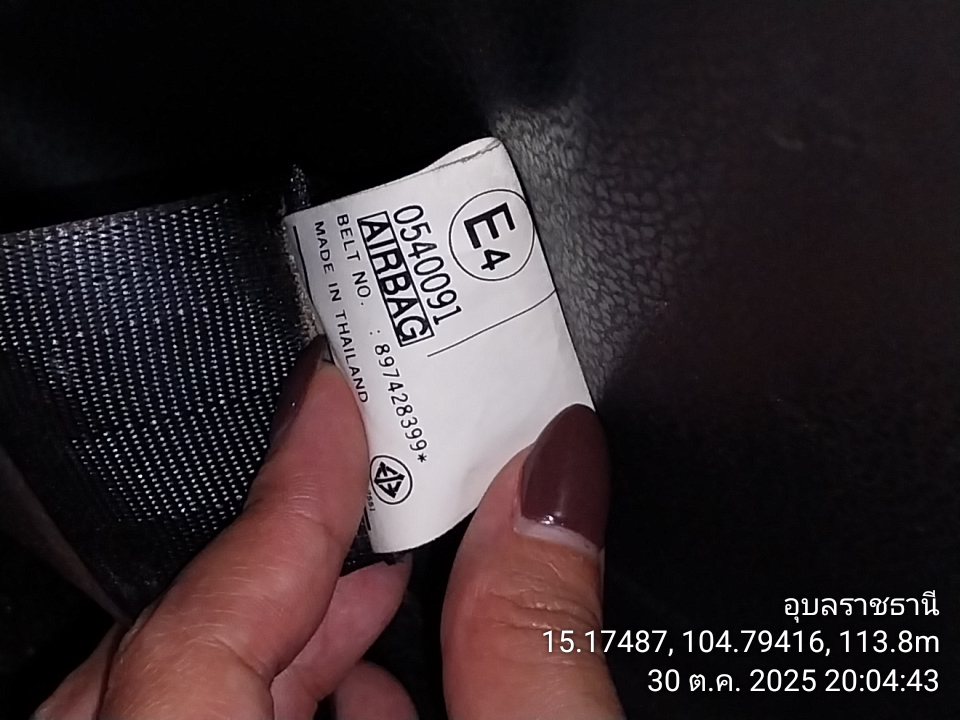 E4
0540091
AIRBAG
BELT NO. : 897428399*
MADE IN THAILAND
อุบลราชธานี
15.17487, 104.79416, 113.8m
30 ต.ค. 2025 20:04:43